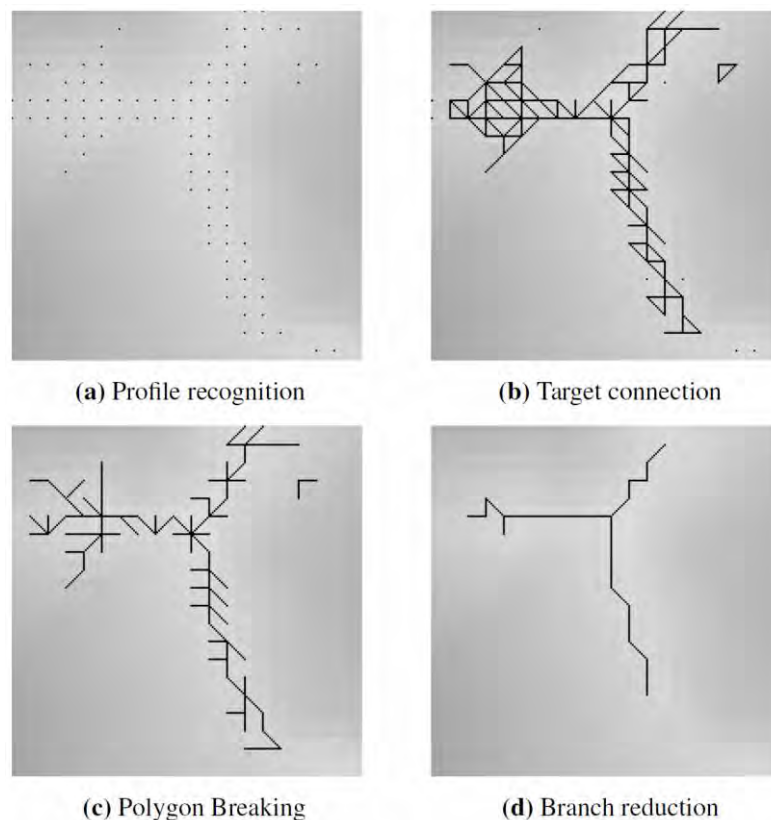 (a) Profile recognition
(b) Target connection
(c) Polygon Breaking
(d) Branch reduction